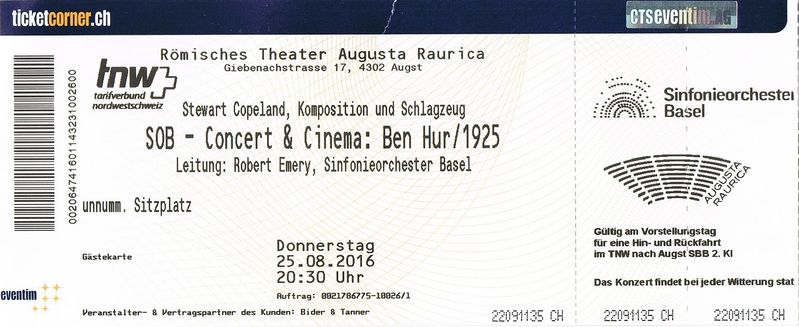 ticketcorner.ch
CTSeventim.AG
Römisches Theater Augusta Raurica
Giebenachstrasse 17, 4302 Augst
tnw
tarifverbund
nordwestschweiz
Stewart Copeland, Komposition und Schlagzeug
SOB - Concert & Cinema: Ben Hur/1925
Leitung: Robert Emery, Sinfonieorchester Basel
unnumm. Sitzplatz
Gästekarte
Donnerstag
25.08.2016
20:30 Uhr
Auftrag: 8021786775-10026/1
Veranstalter- & Vertragspartner des Kunden: Bider & Tanner
eventim
002064741601143231002600
22091135 CH
Sinfonieorchester
Basel
AUGUSTA
RAURICA
Gültig am Vorstellungstag
für eine Hin- und Rückfahrt
im TNW nach Augst SBB 2. Kl
Das Konzert findet bei jeder Witterung stat
22091135 CH
22091135 CH